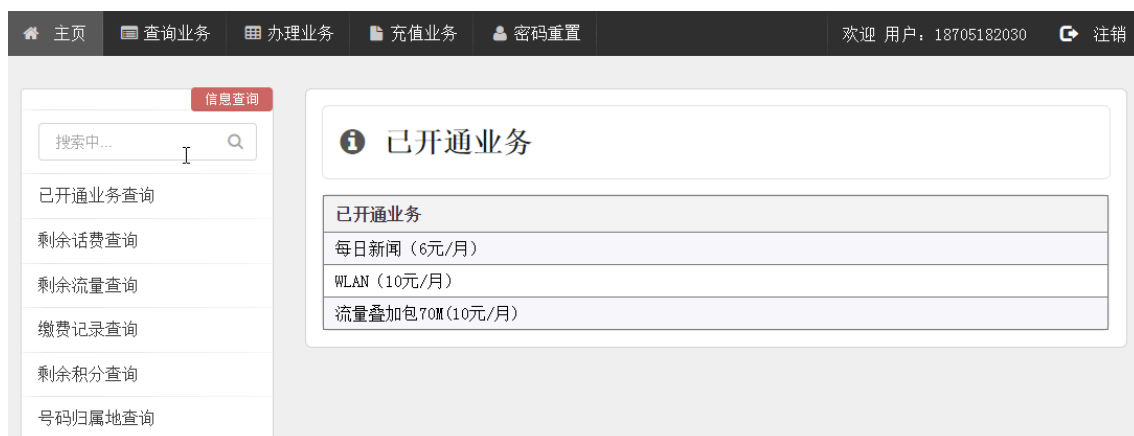 主页 查询业务 办理业务 充值业务 密码重置 欢迎 用户: 18705182030 注销
信息查询
搜索中...
已开通业务查询
剩余话费查询
剩余流量查询
缴费记录查询
剩余积分查询
号码归属地查询
已开通业务
已开通业务
每日新闻（6元/月）
WLAN（10元/月）
流量叠加包70M(10元/月)